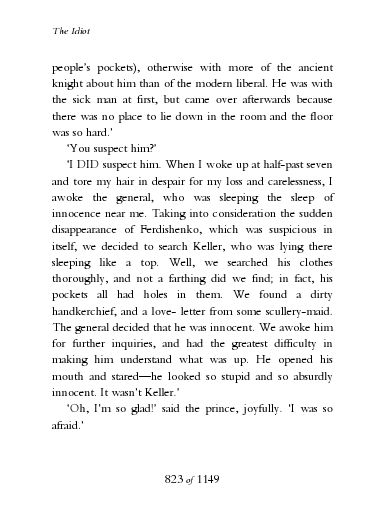 The Idiot
people's pockets), otherwise with more of the ancient
knight about him than of the modern liberal. He was with
the sick man at first, but came over afterwards because
there was no place to lie down in the room and the floor
was so hard.'
'You suspect him?'
'I DID suspect him. When I woke up at half-past seven
and tore my hair in despair for my loss and carelessness, I
awoke the general, who was sleeping the sleep of
innocence near me. Taking into consideration the sudden
disappearance of Ferdishenko, which was suspicious in
itself, we decided to search Keller, who was lying there
sleeping like a top. Well, we searched his clothes
thoroughly, and not a farthing did we find; in fact, his
pockets all had holes in them. We found a dirty
handkerchief, and a love- letter from some scullery-maid.
The general decided that he was innocent. We awoke him
for further inquiries, and had the greatest difficulty in
making him understand what was up. He opened his
mouth and stared—he looked so stupid and so absurdly
innocent. It wasn't Keller.'
'Oh, I'm so glad!' said the prince, joyfully. 'I was so
afraid.'
823 of 1149